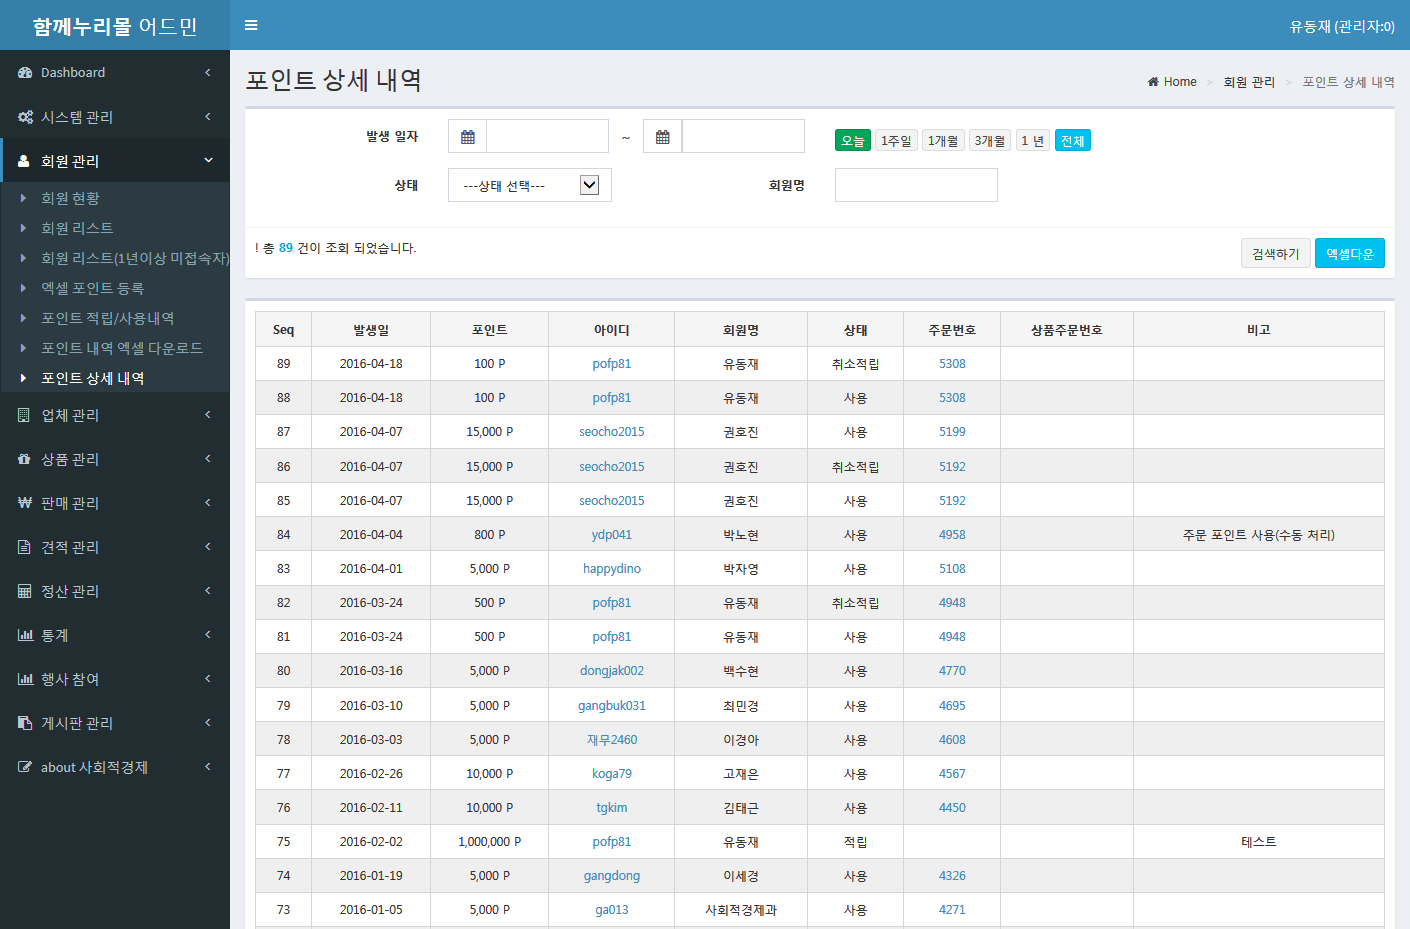 함께누리몰 어드민
유동재 (관리자:0)
Dashboard
시스템 관리
회원 관리
회원 현황
회원 리스트
회원 리스트(1년이상 미접속자)
엑셀 포인트 등록
포인트 적립/사용내역
포인트 내역 엑셀 다운로드
포인트 상세 내역
업체 관리
상품 관리
판매 관리
견적 관리
정산 관리
통계
행사 참여
게시판 관리
about 사회적경제
포인트 상세 내역
Home > 회원 관리 > 포인트 상세 내역
발생 일자 ~ 오늘 1주일 1개월 3개월 1 년 전체
상태 ---상태 선택--- 회원명
! 총 89 건이 조회 되었습니다.
검색하기 엑셀다운
Seq 발생일 포인트 아이디 회원명 상태 주문번호 상품주문번호 비고
89 2016-04-18 100 P pofp81 유동재 취소적립 5308
88 2016-04-18 100 P pofp81 유동재 사용 5308
87 2016-04-07 15,000 P seocho2015 권호진 사용 5199
86 2016-04-07 15,000 P seocho2015 권호진 취소적립 5192
85 2016-04-07 15,000 P seocho2015 권호진 사용 5192
84 2016-04-04 800 P ydp041 박노현 사용 4958 주문 포인트 사용(수동 처리)
83 2016-04-01 5,000 P happydino 박자영 사용 5108
82 2016-03-24 500 P pofp81 유동재 취소적립 4948
81 2016-03-24 500 P pofp81 유동재 사용 4948
80 2016-03-16 5,000 P dongjak002 백수현 사용 4770
79 2016-03-10 5,000 P gangbuk031 최민경 사용 4695
78 2016-03-03 5,000 P 재무2460 이경아 사용 4608
77 2016-02-26 10,000 P koga79 고재은 사용 4567
76 2016-02-11 10,000 P tgkim 김태근 사용 4450
75 2016-02-02 1,000,000 P pofp81 유동재 적립 테스트
74 2016-01-19 5,000 P gangdong 이세경 사용 4326
73 2016-01-05 5,000 P ga013 사회적경제과 사용 4271